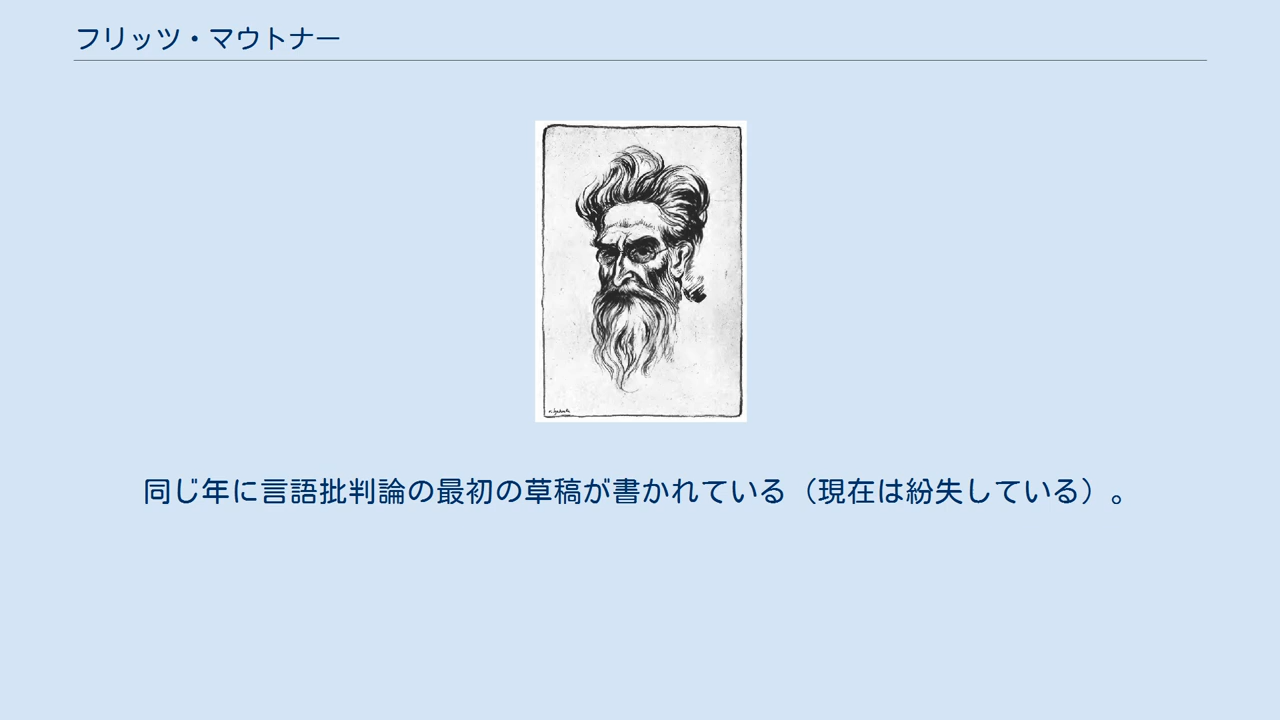 フリッツ・マウトナー
同じ年に言語批判論の最初の草稿が書かれている（現在は紛失している）。